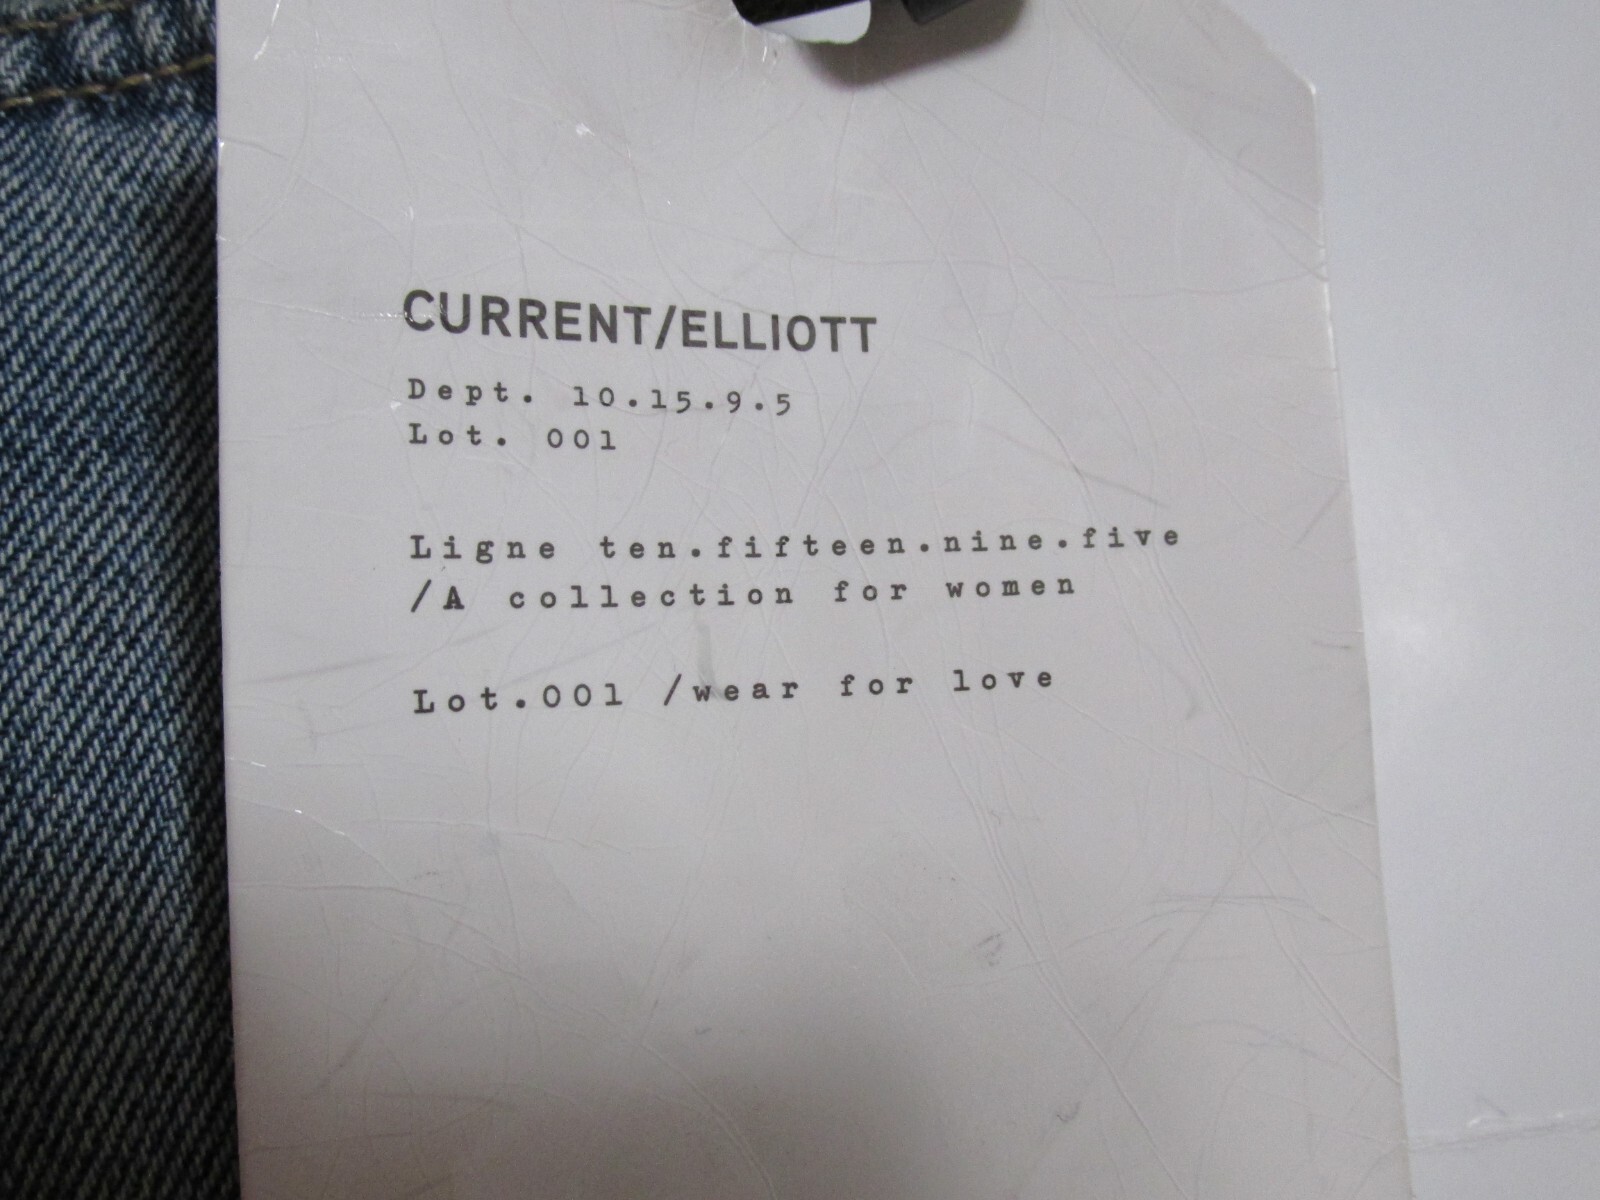 CURRENT/ELLIOTT
Dept. 10.15.9.5
Lot. 001
Ligne ten.fifteen.nine.five
/A collection for women
Lot.001 /wear for love